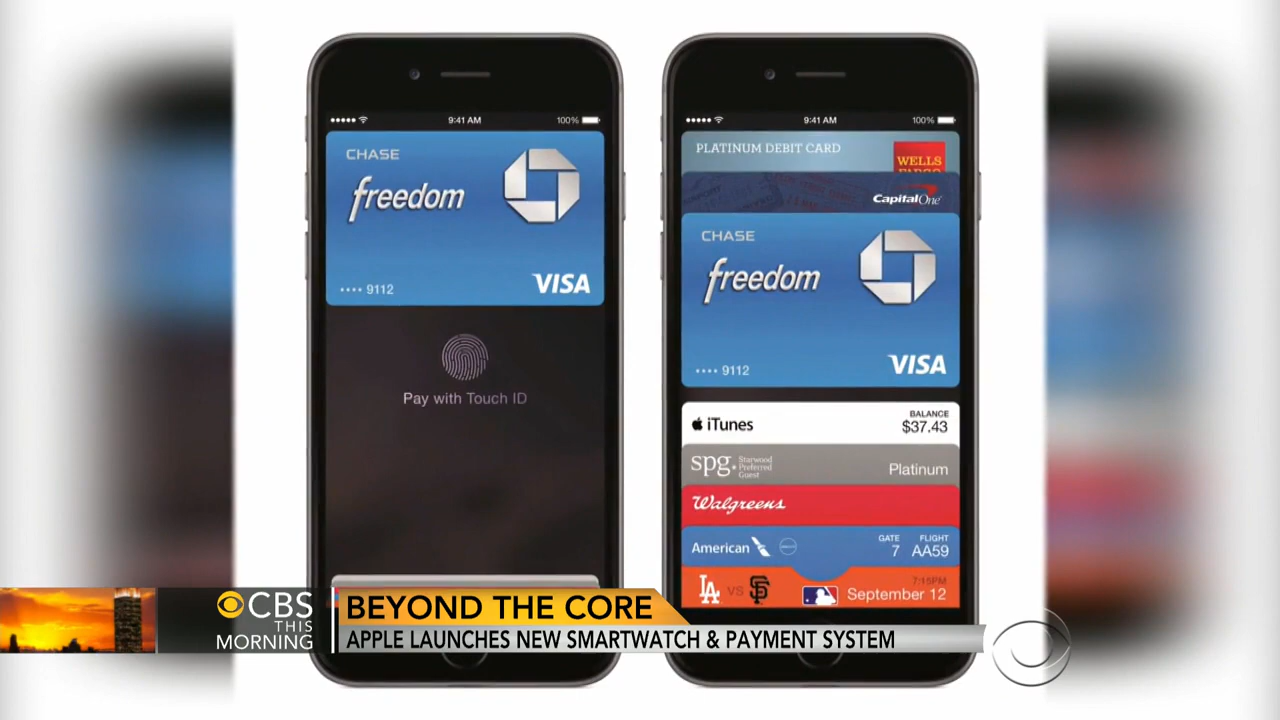 9:41 AM
100%
CHASE
freedom
•••• 9112
VISA
Pay with Touch ID
9:41 AM
100%
PLATINUM DEBIT CARD
WELLS
FARGO
Capital One
CHASE
freedom
•••• 9112
VISA
iTunes
BALANCE
$37.43
spg. Starwood
Preferred
Guest
Platinum
Walgreens
American
GATE
7
FLIGHT
AA59
LA VS SF
7:15PM
September 12
CBS
THIS
MORNING
BEYOND THE CORE
APPLE LAUNCHES NEW SMARTWATCH & PAYMENT SYSTEM